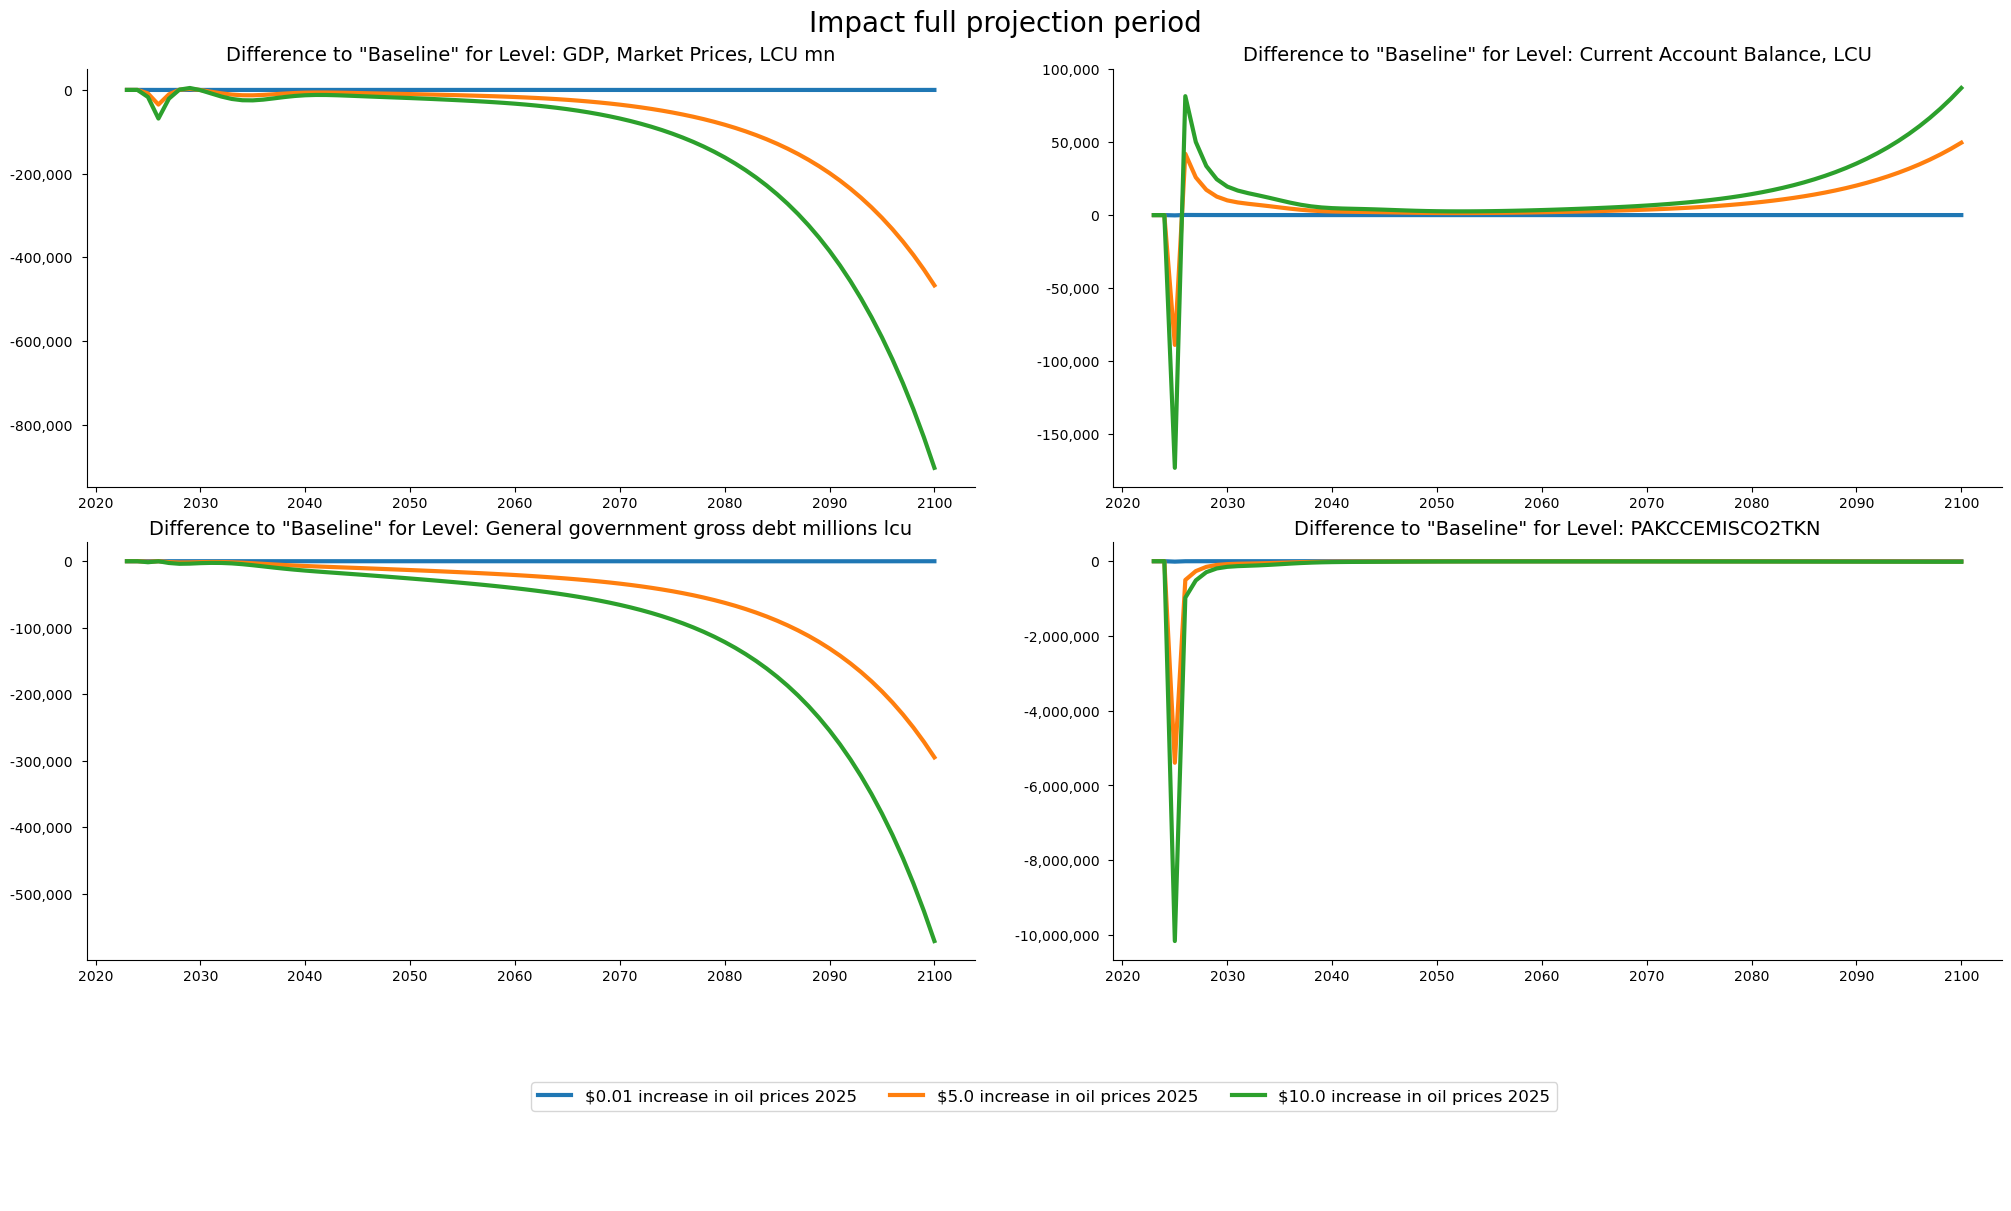 Impact full projection period
Difference to "Baseline" for Level: GDP, Market Prices, LCU mn
0
-200,000
-400,000
-600,000
-800,000
2020 2030 2040 2050 2060 2070 2080 2090 2100
Difference to "Baseline" for Level: Current Account Balance, LCU
100,000
50,000
0
-50,000
-100,000
-150,000
2020 2030 2040 2050 2060 2070 2080 2090 2100
Difference to "Baseline" for Level: General government gross debt millions lcu
0
-100,000
-200,000
-300,000
-400,000
-500,000
2020 2030 2040 2050 2060 2070 2080 2090 2100
Difference to "Baseline" for Level: PAKCCEMISCO2TKN
0
-2,000,000
-4,000,000
-6,000,000
-8,000,000
-10,000,000
2020 2030 2040 2050 2060 2070 2080 2090 2100
$0.01 increase in oil prices 2025 $5.0 increase in oil prices 2025 $10.0 increase in oil prices 2025